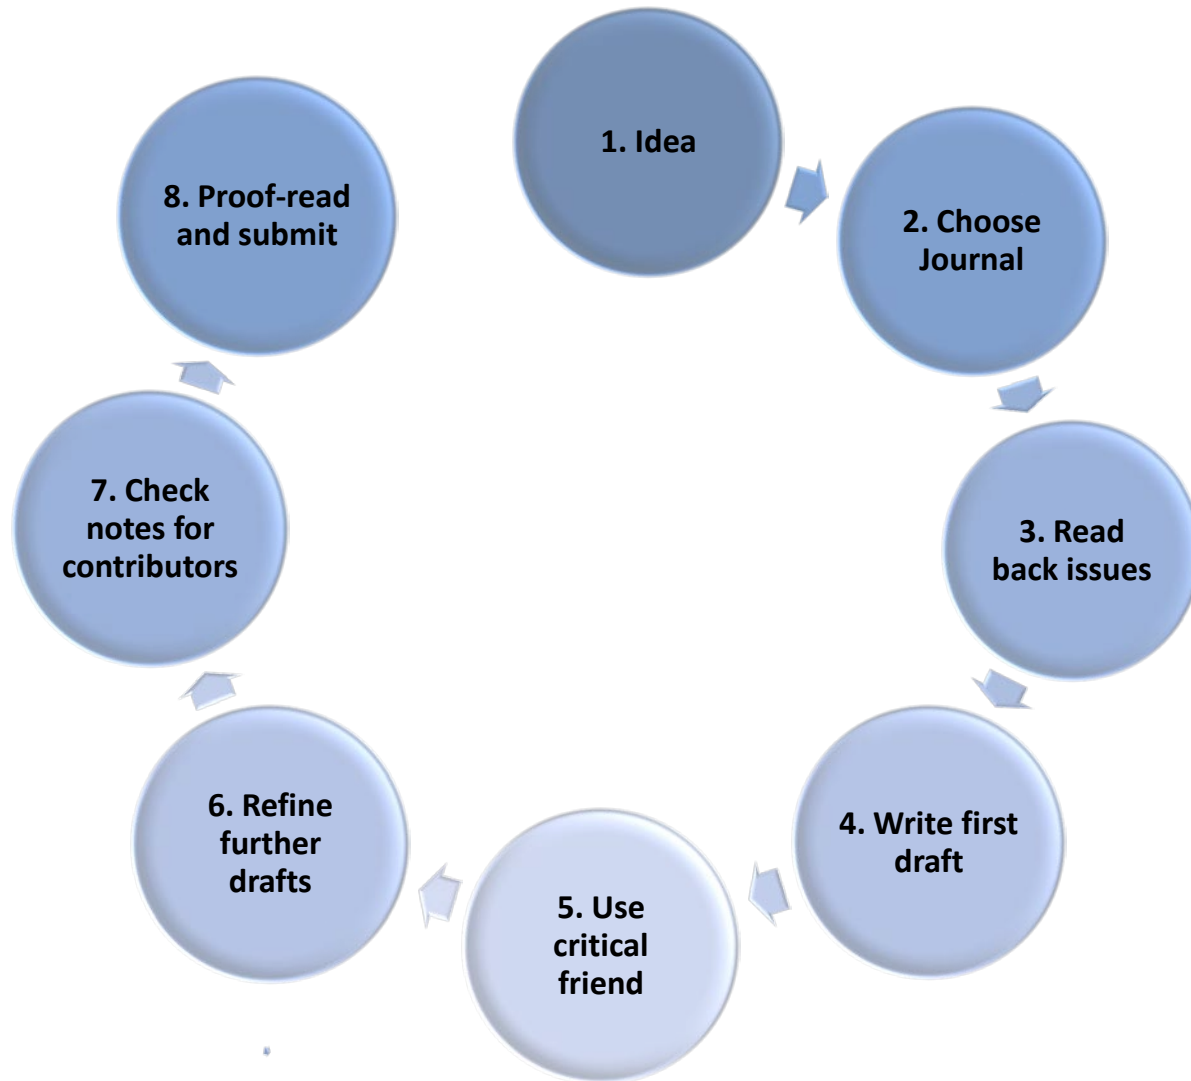 1. Idea
2. Choose
Journal
3. Read
back issues
4. Write first
draft
5. Use
critical
friend
6. Refine
further
drafts
7. Check
notes for
contributors
8. Proof-read
and submit